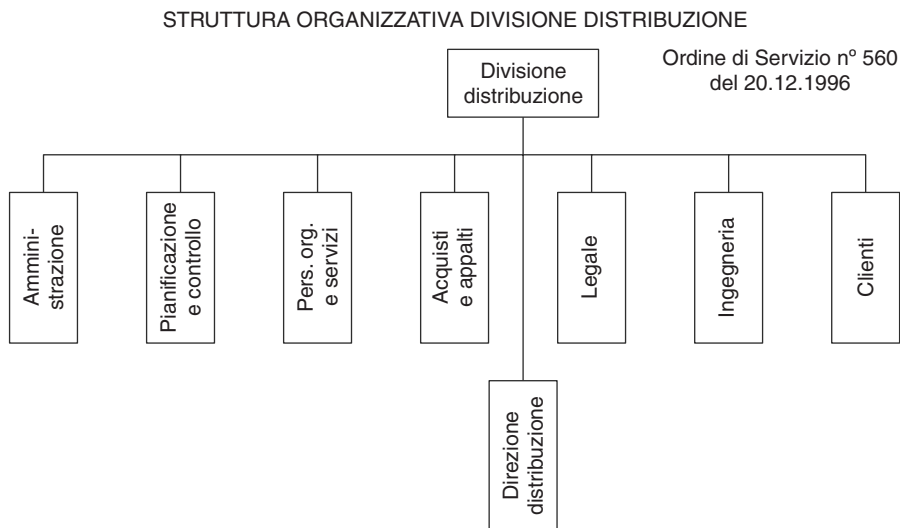 STRUTTURA ORGANIZZATIVA DIVISIONE DISTRIBUZIONE
Ordine di Servizio nº 560
del 20.12.1996
Divisione
distribuzione
Ammini-
strazione
Pianificazione
e controllo
Pers. org.
e servizi
Acquisti
e appalti
Legale
Ingegneria
Clienti
Direzione
distribuzione